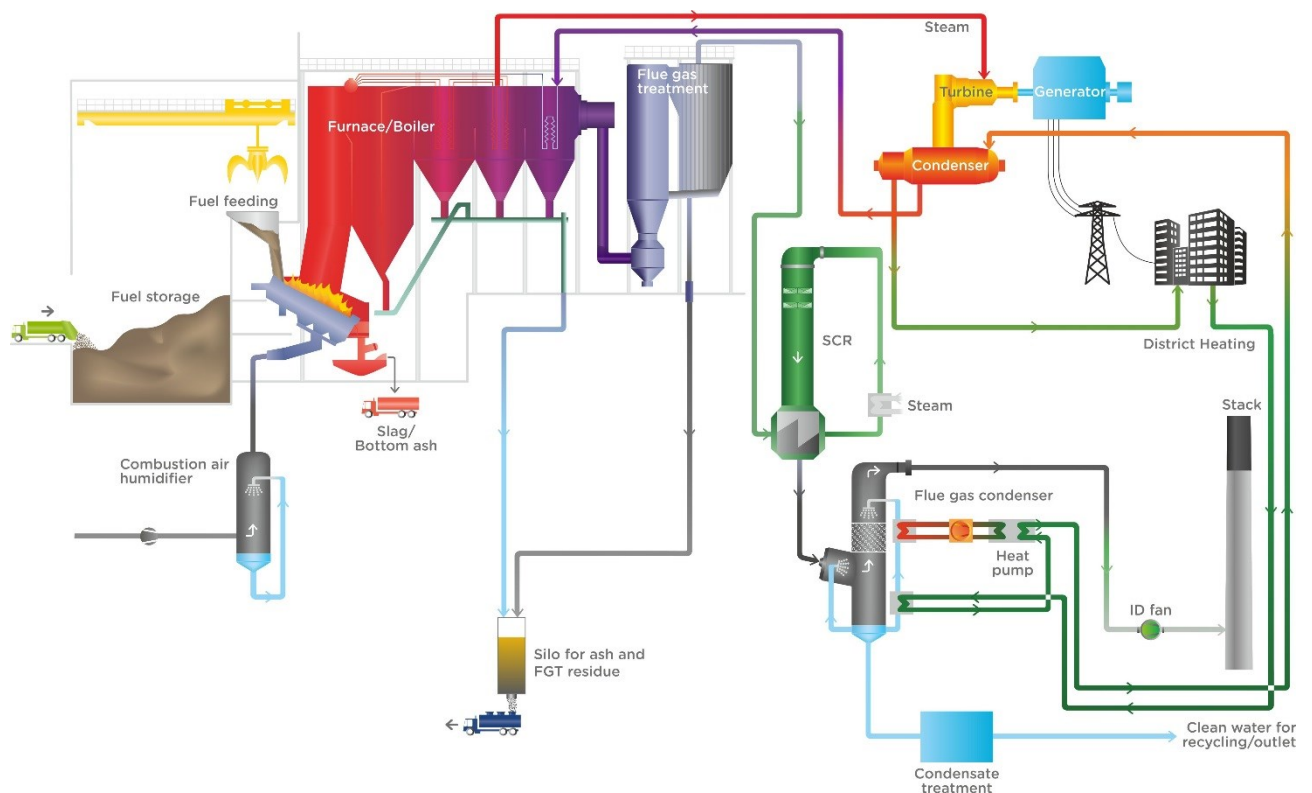 Steam
Flue gas
treatment
Turbine
Generator
Furnace/Boiler
Condenser
Fuel feeding
Fuel storage
SCR
District Heating
Steam
Stack
Slag/
Bottom ash
Combustion air
humidifier
Flue gas condenser
Heat
pump
ID fan
Silo for ash and
FGT residue
Clean water for
recycling/outlet
Condensate
treatment